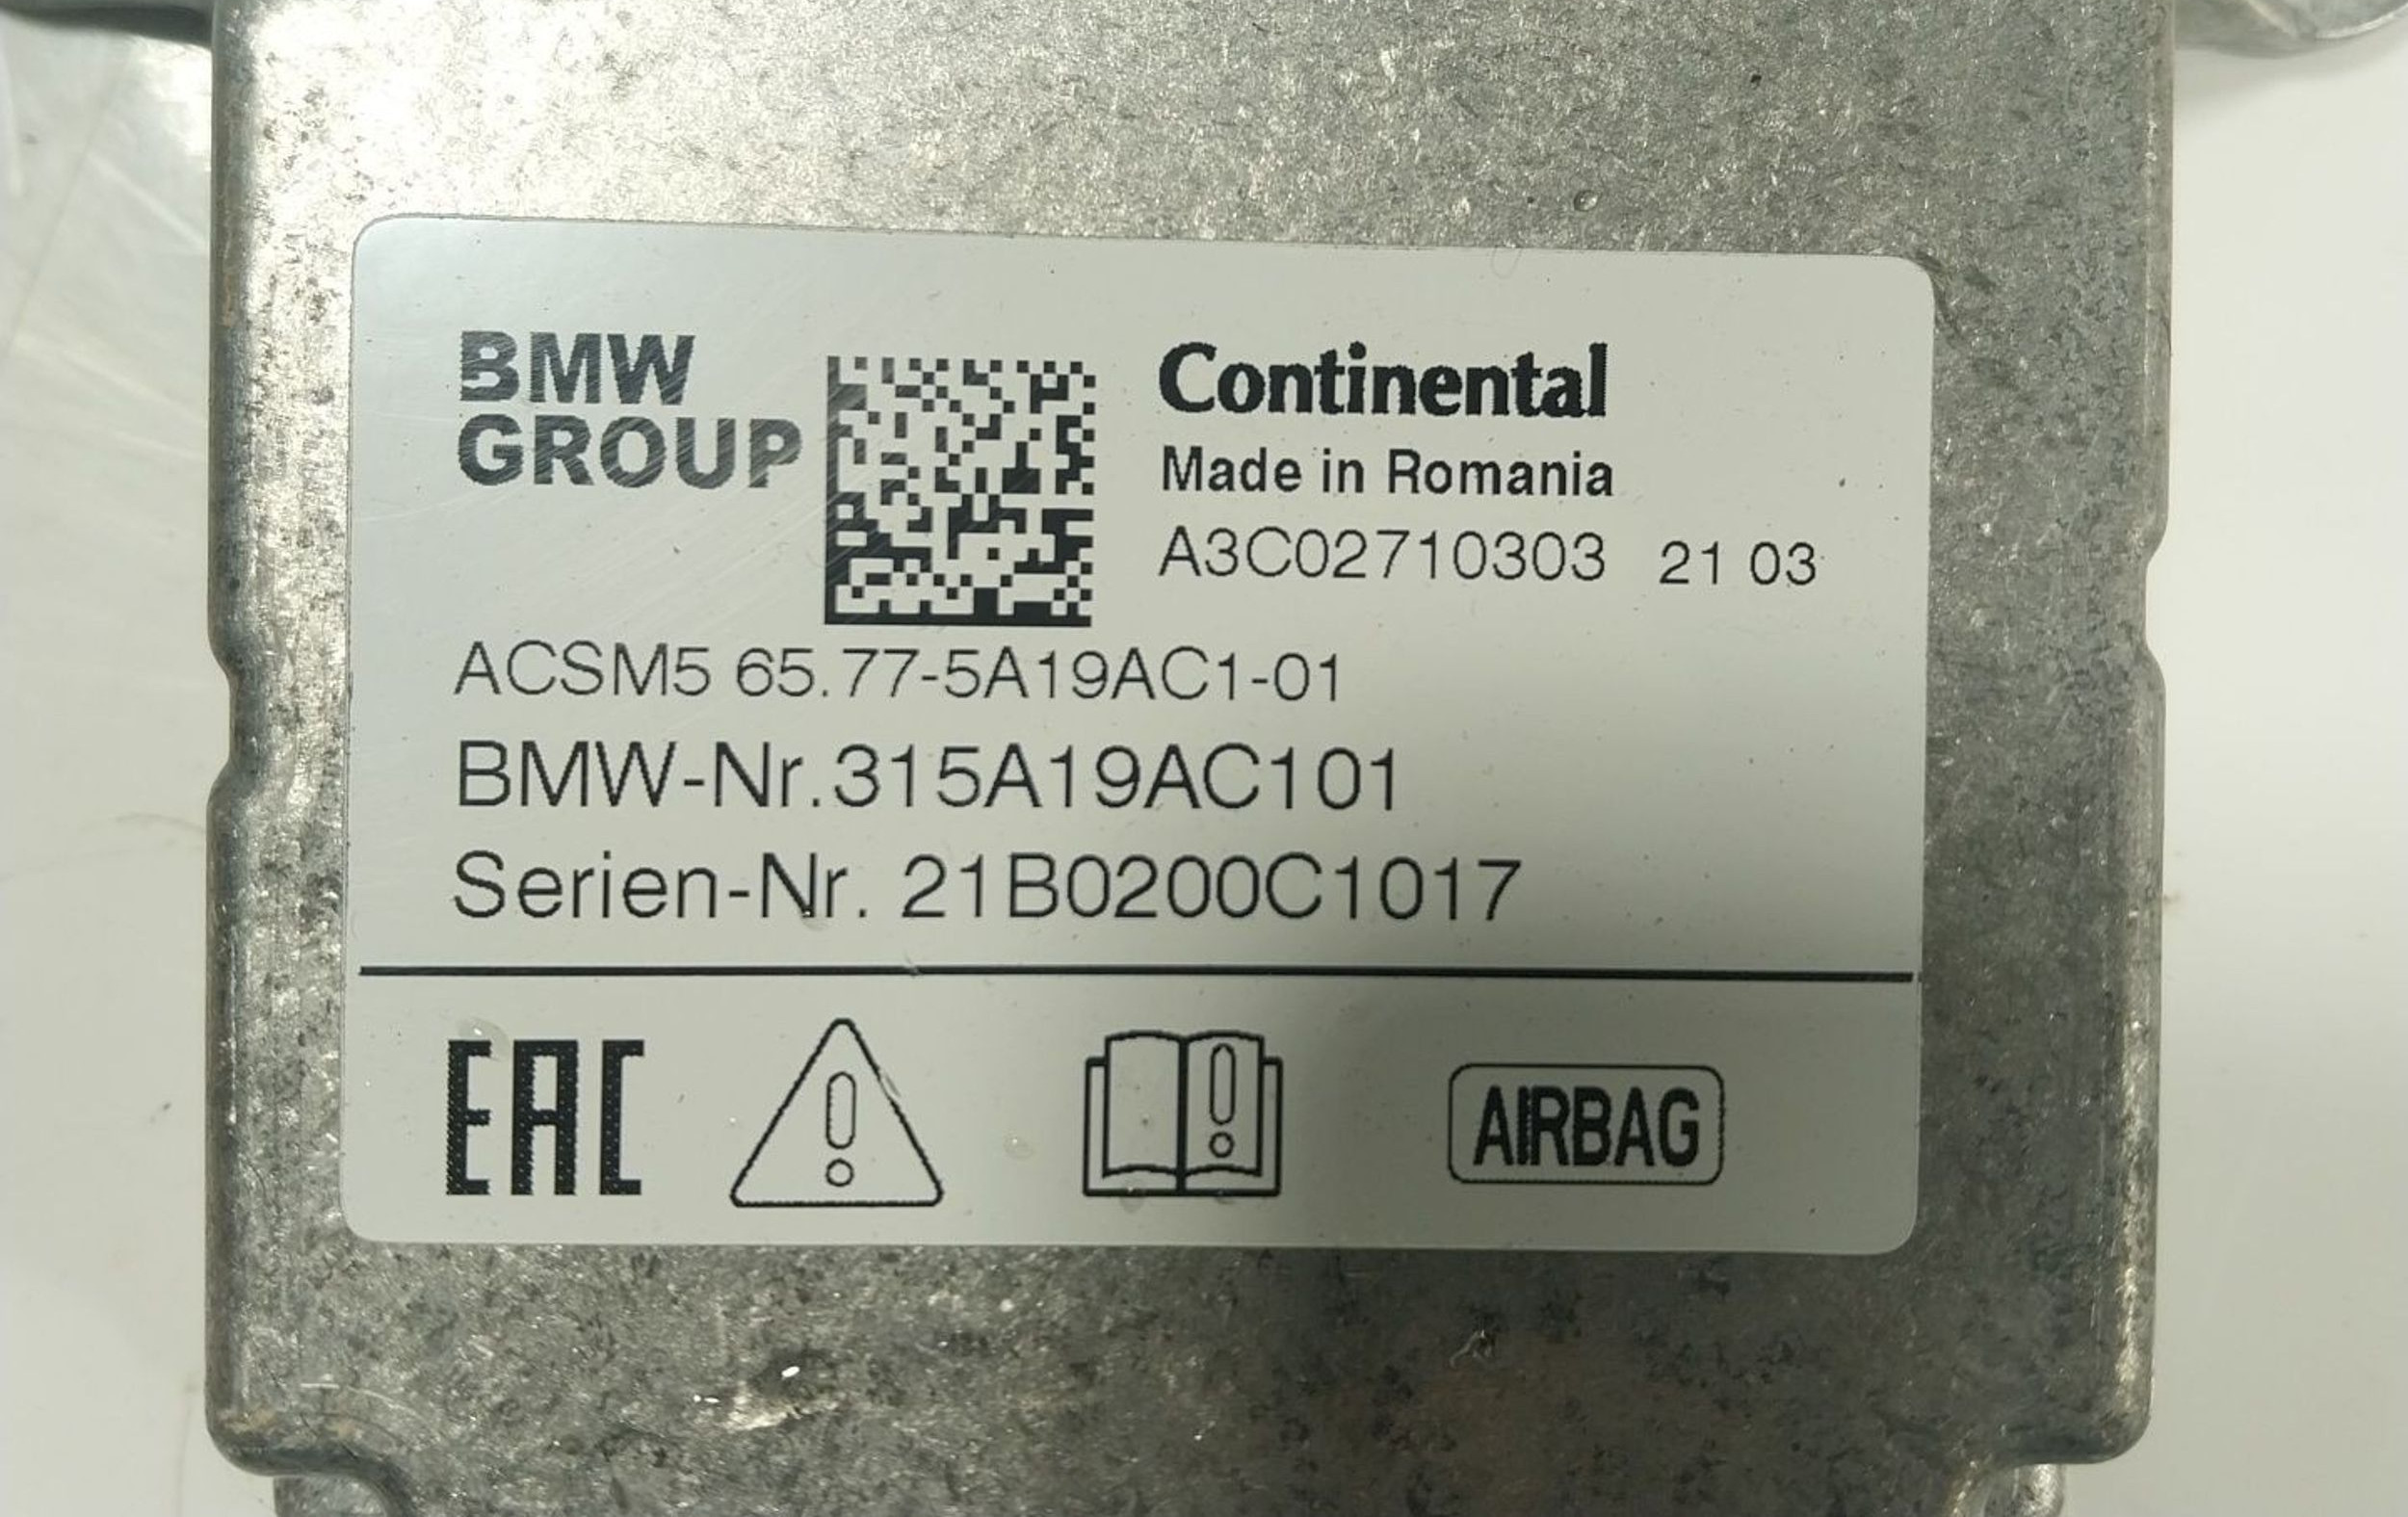 BMW
GROUP
Continental
Made in Romania
A3C02710303 21 03
ACSM5 65.77-5A19AC1-01
BMW-Nr.315A19AC101
Serien-Nr. 21B0200C1017
EAC
AIRBAG